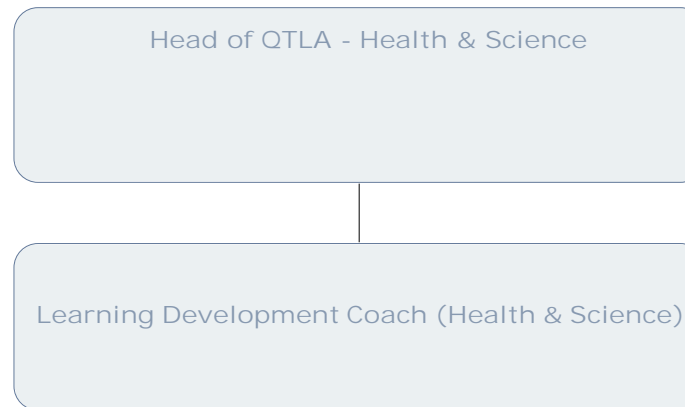 Head of QTLA - Health & Science
Learning Development Coach (Health & Science)